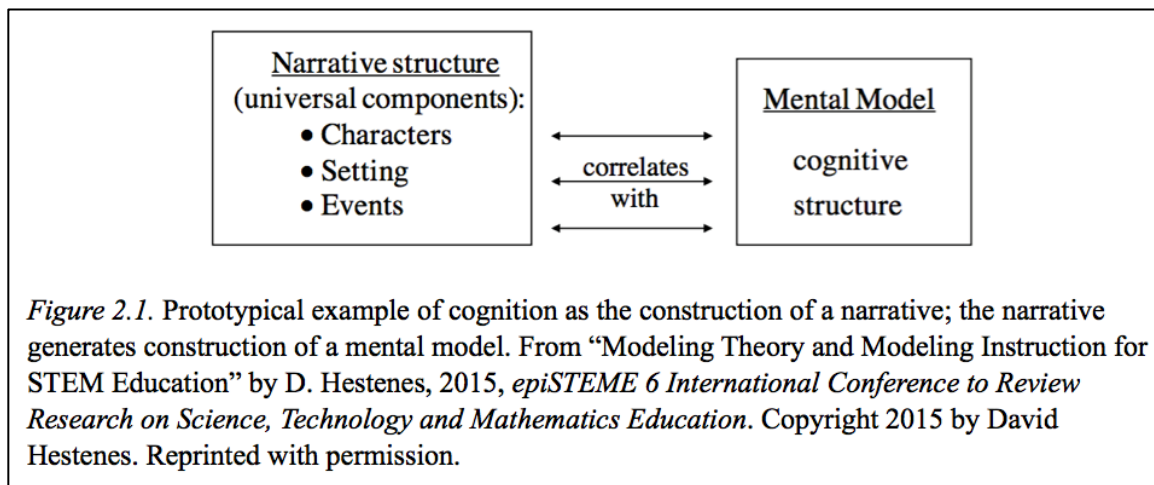 Narrative structure
(universal components):
• Characters
• Setting
• Events
correlates
with
Mental Model
cognitive
structure
Figure 2.1. Prototypical example of cognition as the construction of a narrative; the narrative
generates construction of a mental model. From “Modeling Theory and Modeling Instruction for
STEM Education” by D. Hestenes, 2015, epiSTEME 6 International Conference to Review
Research on Science, Technology and Mathematics Education. Copyright 2015 by David
Hestenes. Reprinted with permission.